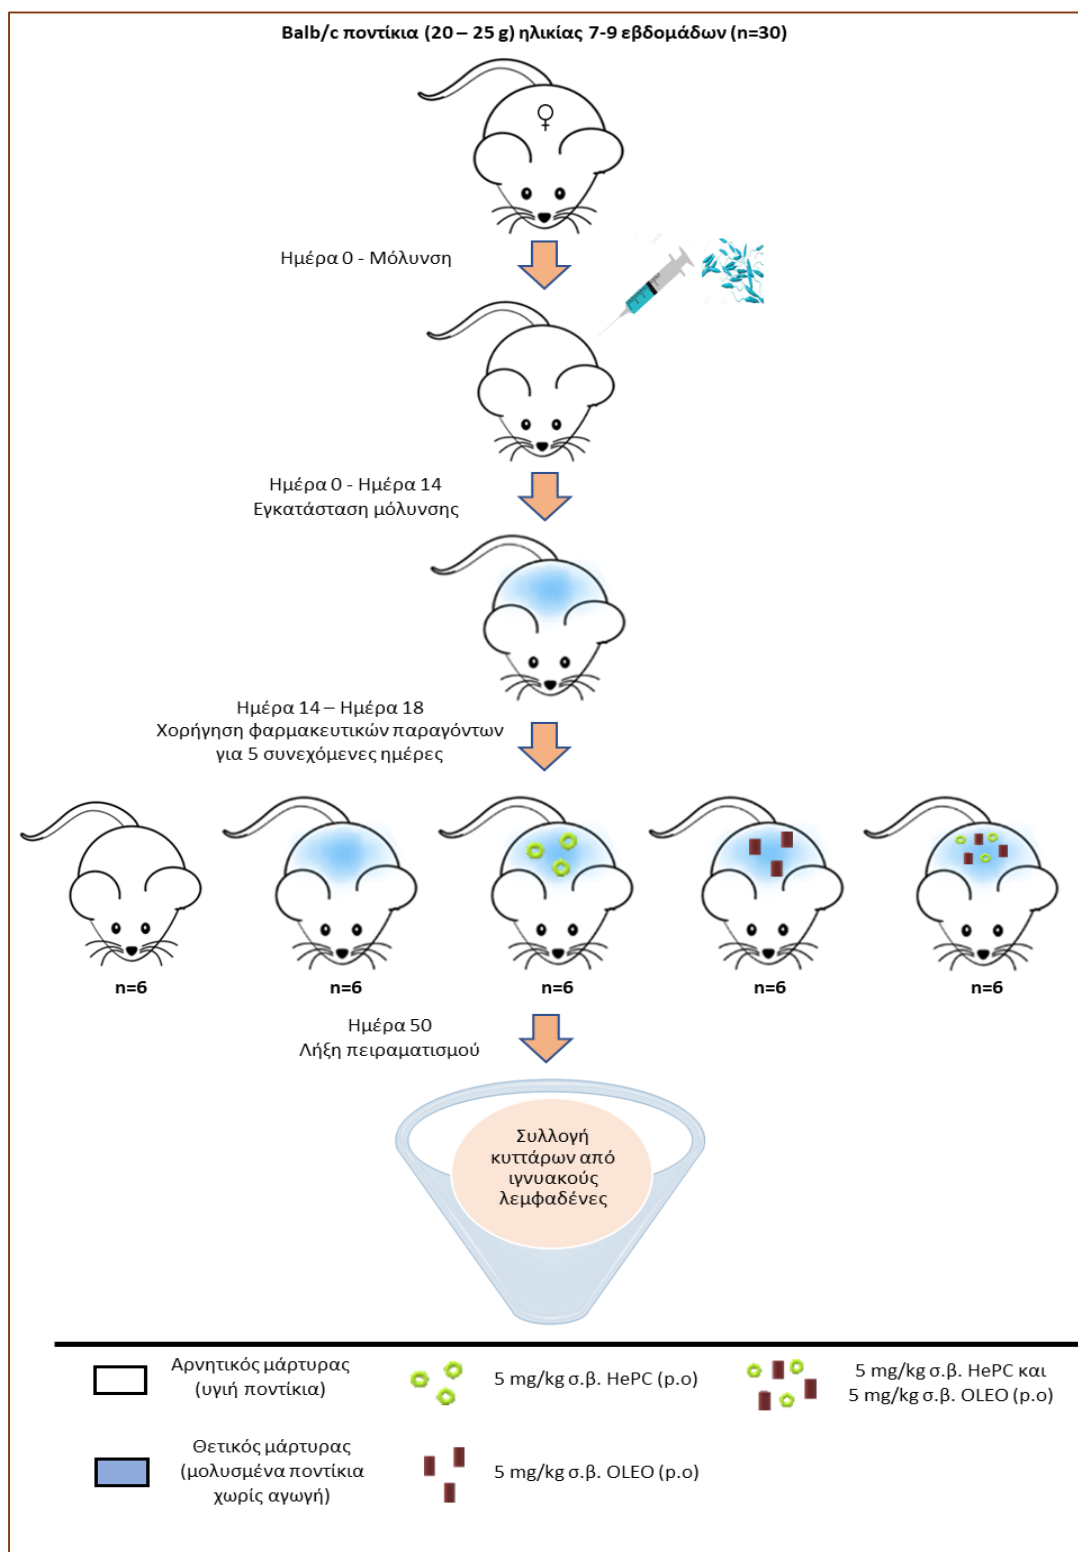 Balb/c ποντίκια (20 – 25 g) ηλικίας 7-9 εβδομάδων (n=30)
♀
Ημέρα 0 - Μόλυνση
Ημέρα 0 - Ημέρα 14
Εγκατάσταση μόλυνσης
Ημέρα 14 – Ημέρα 18
Χορήγηση φαρμακευτικών παραγόντων
για 5 συνεχόμενες ημέρες
n=6
n=6
n=6
n=6
n=6
Ημέρα 50
Λήξη πειραματισμού
Συλλογή
κυττάρων από
ιγνυακούς
λεμφαδένες
Αρνητικός μάρτυρας
(υγιή ποντίκια)
5 mg/kg σ.β. HePC (p.o)
5 mg/kg σ.β. HePC και
5 mg/kg σ.β. OLEO (p.o)
Θετικός μάρτυρας
(μολυσμένα ποντίκια
χωρίς αγωγή)
5 mg/kg σ.β. OLEO (p.o)